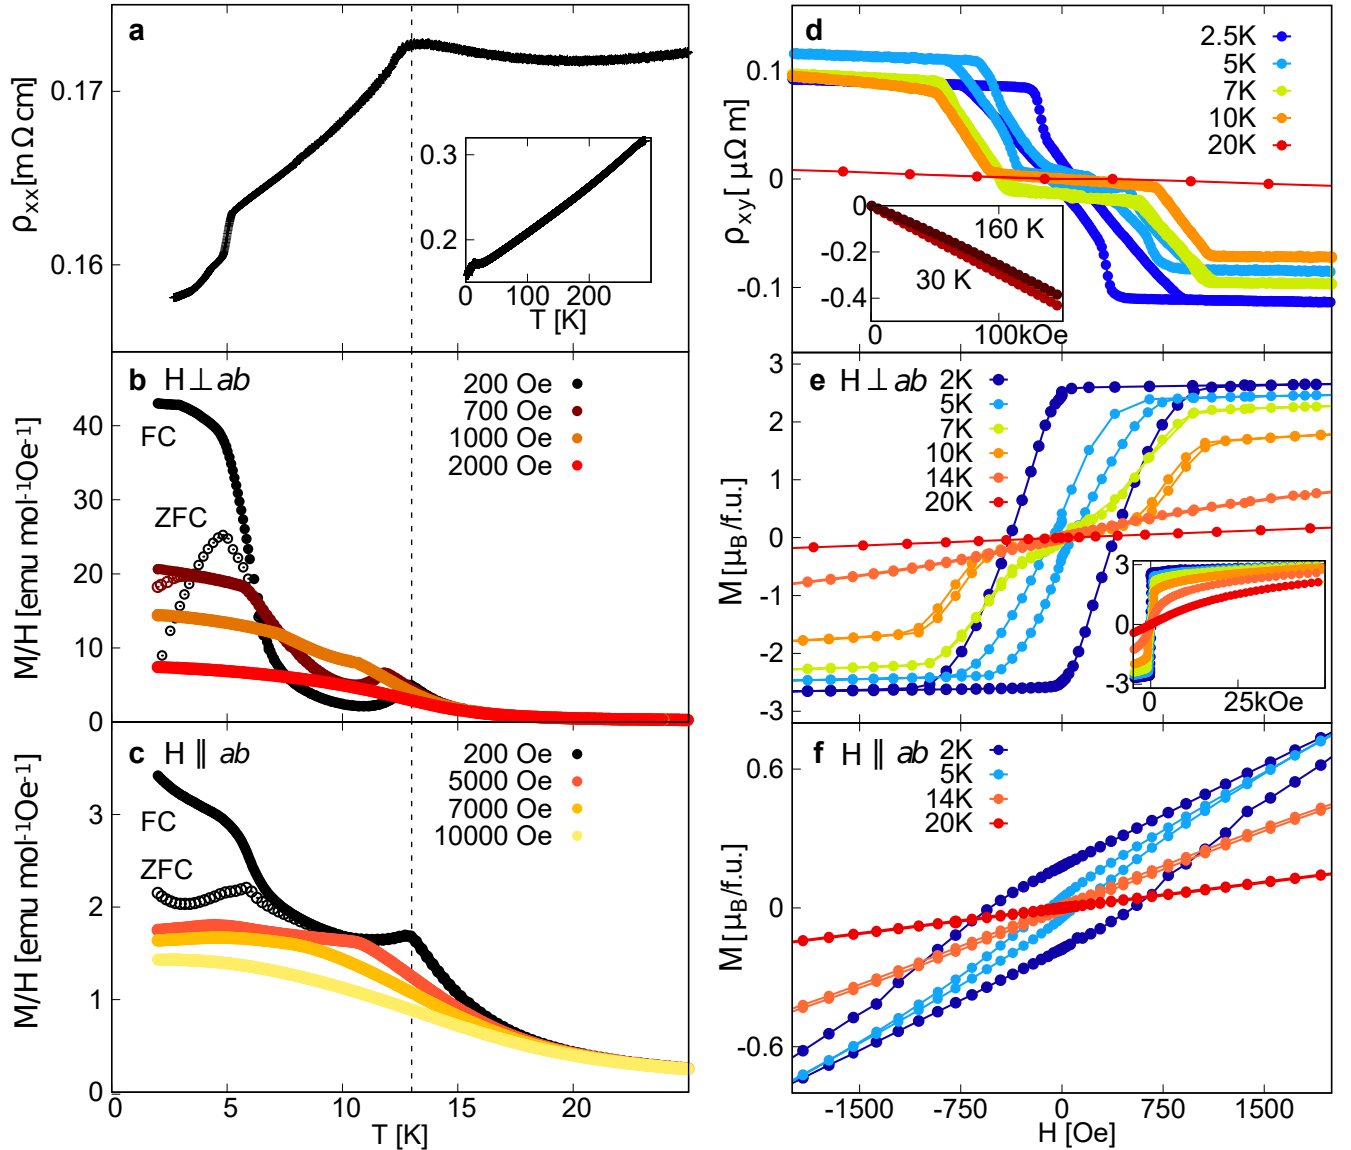 a
ρxx[mΩcm]
0.17
0.16
0.3
0.2
0
100
200
T [K]
b H⊥ab
200 Oe
700 Oe
1000 Oe
2000 Oe
FC
ZFC
M/H [emu mol-1Oe-1]
40
30
20
10
0
c H ∥ ab
200 Oe
5000 Oe
7000 Oe
10000 Oe
FC
ZFC
M/H [emu mol-1Oe-1]
3
2
1
0
0 5 10 15 20
T [K]
d
2.5K
5K
7K
10K
20K
ρxy[ μΩ m]
0.1
0
-0.1
0
-0.2
-0.4
160 K
30 K
0
100kOe
e H⊥ab
2K
5K
7K
10K
14K
20K
M [μB/f.u.]
3
2
1
0
-1
-2
-3
3
0
-3
0
25kOe
f H ∥ ab
2K
5K
14K
20K
M [μB/f.u.]
0.6
0
-0.6
-1500 -750 0 750 1500
H [Oe]